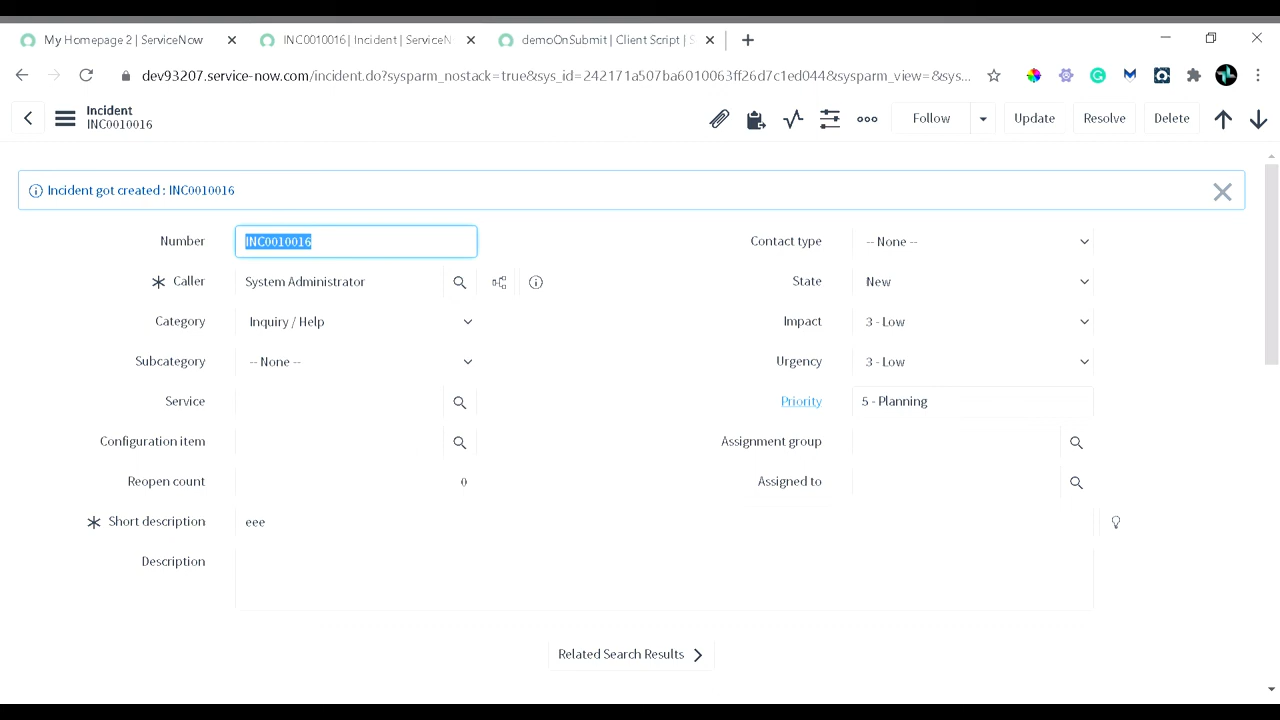 My Homepage 2 | ServiceNow
INC0010016 | Incident | ServiceN
demoOnSubmit | Client Script | S
dev93207.service-now.com/incident.do?sysparm_nostack=true&sys_id=242171a507ba6010063ff26d7c1ed044&sysparm_view=&sys...
Incident
INC0010016
Follow
Update
Resolve
Delete
Incident got created : INC0010016
Number INC0010016
Contact type -- None --
Caller System Administrator
State New
Category Inquiry / Help
Impact 3 - Low
Subcategory -- None --
Urgency 3 - Low
Service
Priority 5 - Planning
Configuration item
Assignment group
Reopen count 0
Assigned to
Short description eee
Description
Related Search Results